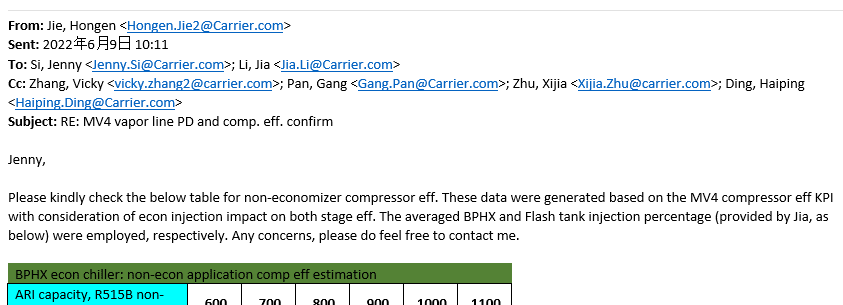 From: Jie, Hongen <Hongen.Jie2@Carrier.com>
Sent: 2022年6月9日 10:11
To: Si, Jenny <Jenny.Si@Carrier.com>; Li, Jia <Jia.Li@Carrier.com>
Cc: Zhang, Vicky <vicky.zhang2@carrier.com>; Pan, Gang <Gang.Pan@Carrier.com>; Zhu, Xijia <Xijia.Zhu@carrier.com>; Ding, Haiping
<Haiping.Ding@Carrier.com>
Subject: RE: MV4 vapor line PD and comp. eff. confirm
Jenny,
Please kindly check the below table for non-economizer compressor eff. These data were generated based on the MV4 compressor eff KPI
with consideration of econ injection impact on both stage eff. The averaged BPHX and Flash tank injection percentage (provided by Jia, as
below) were employed, respectively. Any concerns, please do feel free to contact me.
BPHX econ chiller: non-econ application comp eff estimation
ARI capacity, R515B non-
600 700 800 900 1000 1100